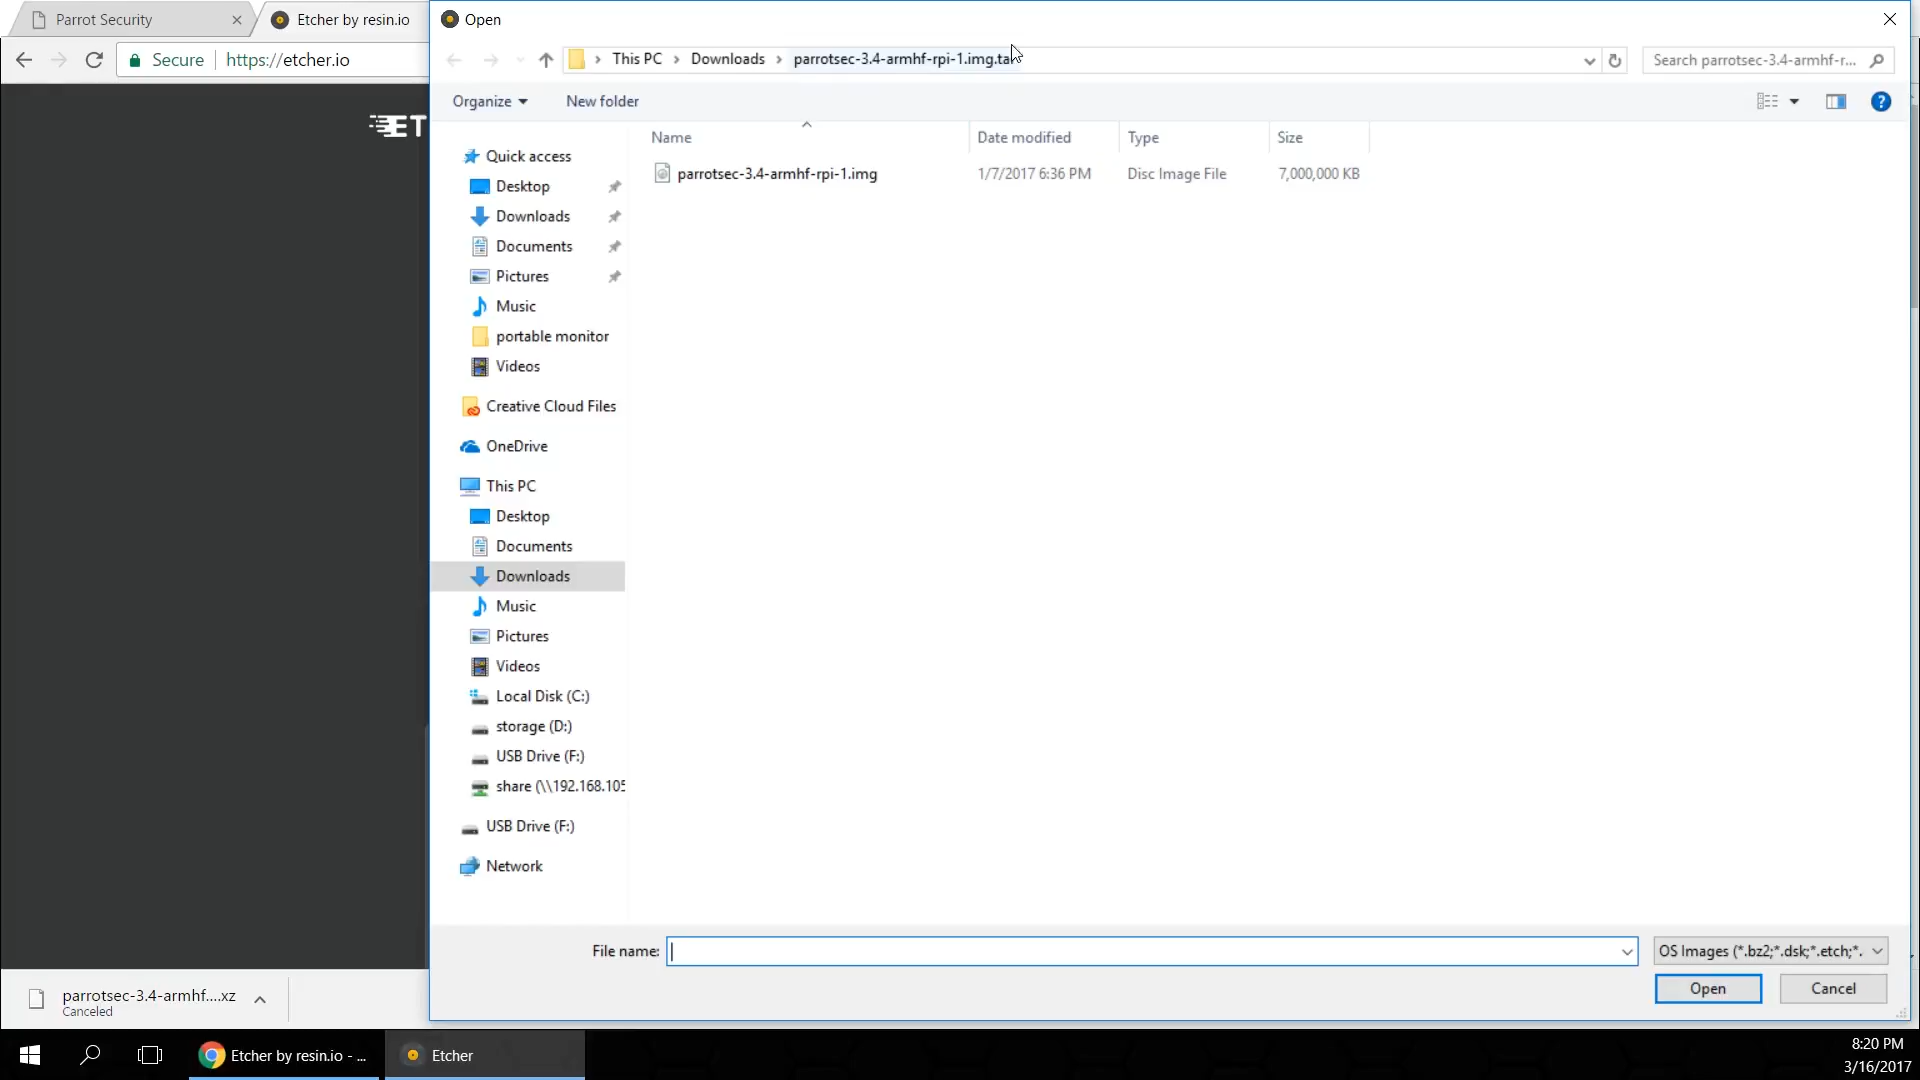 Parrot Security
Etcher by resin.io
Open
Secure
https://etcher.io
This PC
Downloads
parrotsec-3.4-armhf-rpi-1.img.tar
Search parrotsec-3.4-armhf-r...
Organize
New folder
ET
Name
Date modified
Type
Size
parrotsec-3.4-armhf-rpi-1.img
1/7/2017 6:36 PM
Disc Image File
7,000,000 KB
Quick access
Desktop
Downloads
Documents
Pictures
Music
portable monitor
Videos
Creative Cloud Files
OneDrive
This PC
Desktop
Documents
Downloads
Music
Pictures
Videos
Local Disk (C:)
storage (D:)
USB Drive (F:)
share (\\192.168.105
USB Drive (F:)
Network
File name:
OS Images (*.bz2;*.dsk;*.etch;*.
Open
Cancel
parrotsec-3.4-armhf....xz
Canceled
Etcher by resin.io - ...
Etcher
8:20 PM
3/16/2017